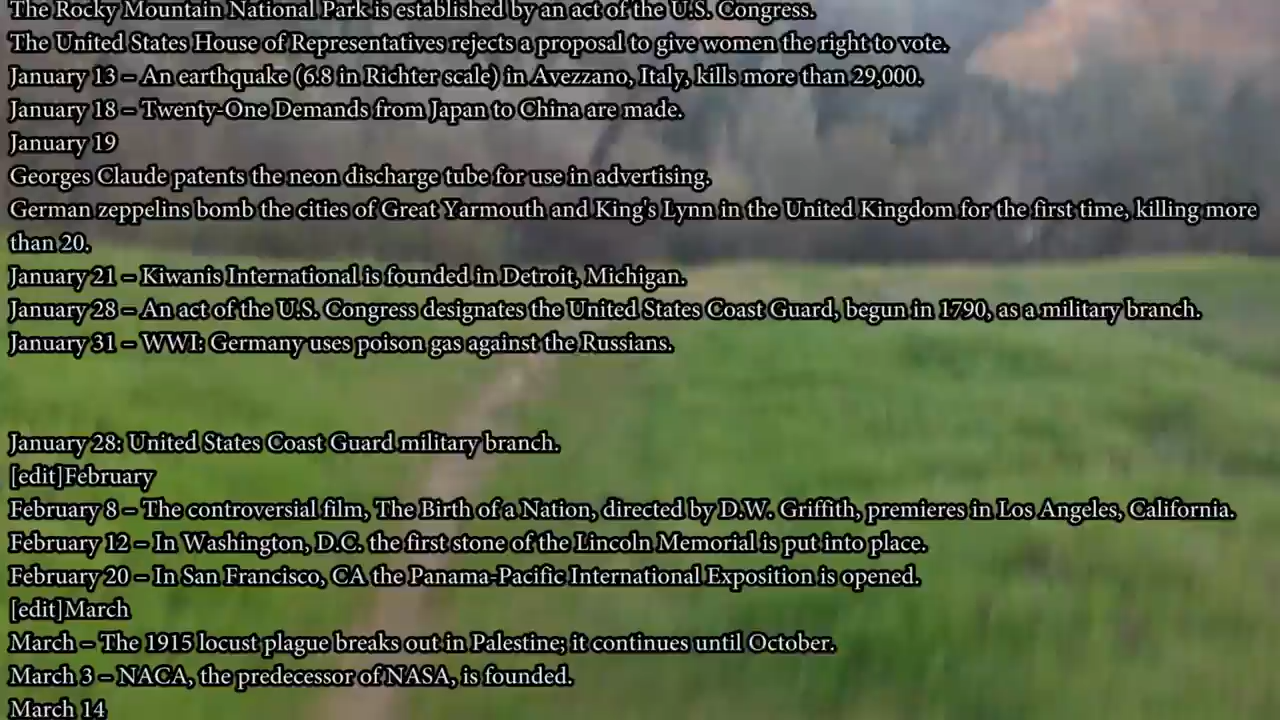 The Rocky Mountain National Park is established by an act of the U.S. Congress.
The United States House of Representatives rejects a proposal to give women the right to vote.
January 13 – An earthquake (6.8 in Richter scale) in Avezzano, Italy, kills more than 29,000.
January 18 – Twenty-One Demands from Japan to China are made.
January 19
Georges Claude patents the neon discharge tube for use in advertising.
German zeppelins bomb the cities of Great Yarmouth and King's Lynn in the United Kingdom for the first time, killing more
than 20.
January 21 – Kiwanis International is founded in Detroit, Michigan.
January 28 – An act of the U.S. Congress designates the United States Coast Guard, begun in 1790, as a military branch.
January 31 – WWI: Germany uses poison gas against the Russians.
January 28: United States Coast Guard military branch.
[edit]February
February 8 – The controversial film, The Birth of a Nation, directed by D.W. Griffith, premieres in Los Angeles, California.
February 12 – In Washington, D.C. the first stone of the Lincoln Memorial is put into place.
February 20 – In San Francisco, CA the Panama-Pacific International Exposition is opened.
[edit]March
March – The 1915 locust plague breaks out in Palestine; it continues until October.
March 3 – NACA, the predecessor of NASA, is founded.
March 14